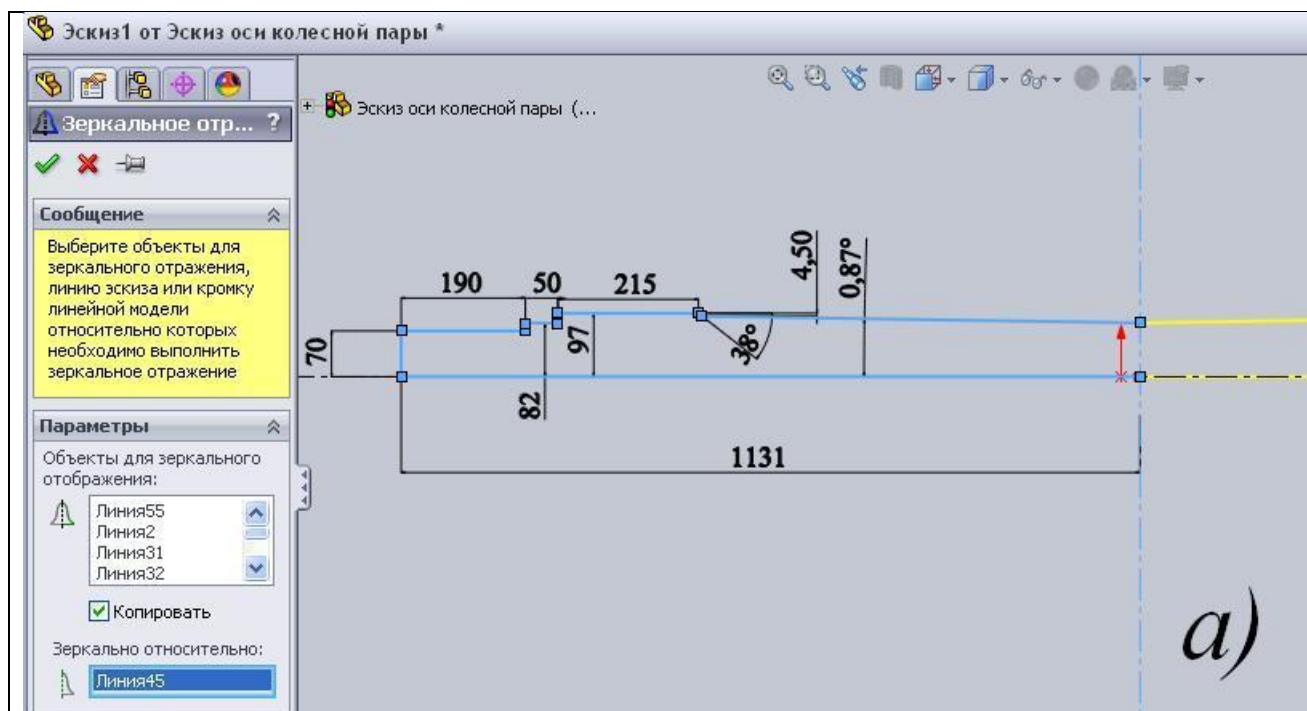 Эскиз1 от Эскиз оси колесной пары *
Зеркальное отр... ?
Эскиз оси колесной пары (...
Сообщение
Выберите объекты для
зеркального отражения,
линию эскиза или кромку
линейной модели
относительно которых
необходимо выполнить
зеркальное отражение
Параметры
Объекты для зеркального
отображения:
Линия55
Линия2
Линия31
Линия32
Копировать
Зеркально относительно:
Линия45
190
50
215
4,50
0,87°
70
97
38°
82
1131
а)